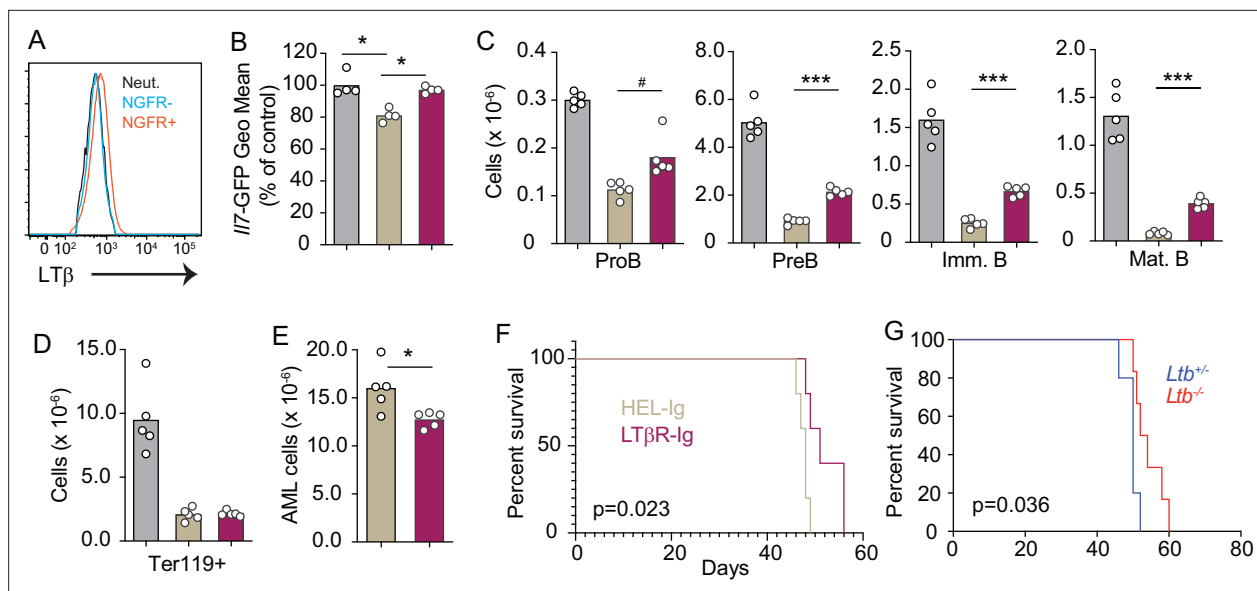 A
Neut.
NGFR-
NGFR+
0 10² 10³ 10⁴ 10⁵
LTβ
B
Il7-GFP Geo Mean
(% of control)
120
100
80
60
40
20
0
*
*
C
Cells (x 10⁻⁶)
0.3
0.2
0.1
0
#
ProB
8.0
6.0
4.0
2.0
0.0
***
PreB
2.5
2.0
1.5
1.0
0.5
0
***
Imm. B
2.0
1.5
1.0
0.5
0
***
Mat. B
D
Cells (x 10⁻⁶)
15.0
10.0
5.0
0.0
Ter119+
E
AML cells (x 10⁻⁶)
20.0
15.0
10.0
5.0
0.0
*
F
Percent survival
100
50
0
HEL-Ig
LTβR-Ig
p=0.023
0 20 40 60
Days
G
Percent survival
100
80
60
40
20
0
Ltb⁺/⁻
Ltb⁻/⁻
p=0.036
0 20 40 60 80